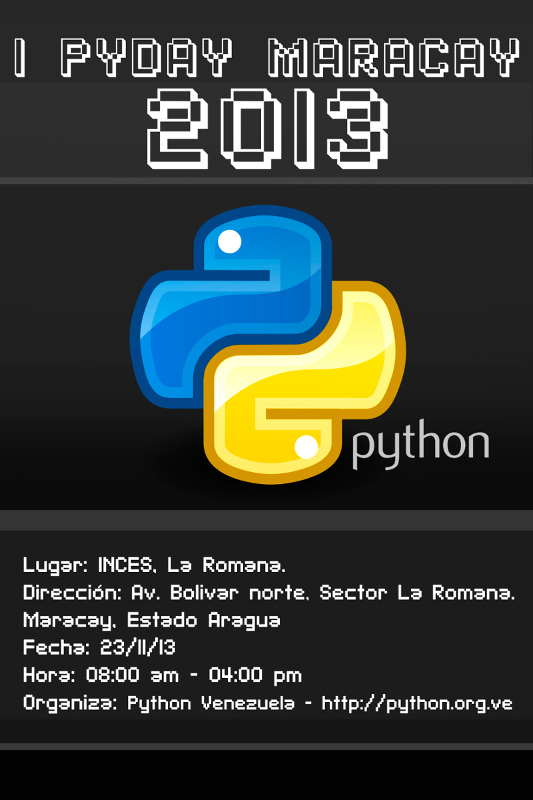 I PYDAY MARACAY
2013
python
Lugar: INCES, La Romana.
Dirección: Av. Bolivar norte, Sector La Romana.
Maracay, Estado Aragua
Fecha: 23/11/13
Hora: 08:00 am - 04:00 pm
Organiza: Python Venezuela - http://python.org.ve